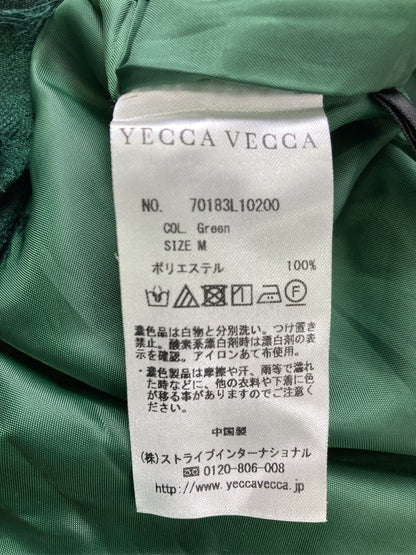 YECCA VECCA
NO. 70183L10200
COL. Green
SIZE M
ポリエステル 100%
濃色品は白物と分別洗い。つけ置き
禁止。酸素系漂白剤時は漂白剤の表
示を確認。アイロンあて布使用。
・濃色製品は摩擦や汗、雨等で濡れ
た時などに、他の衣料や下着に色
が移る事がありますのでご注意く
ださい。
中国製
(株)ストライプインターナショナル
0120-806-008
http://www.yeccavecca.jp